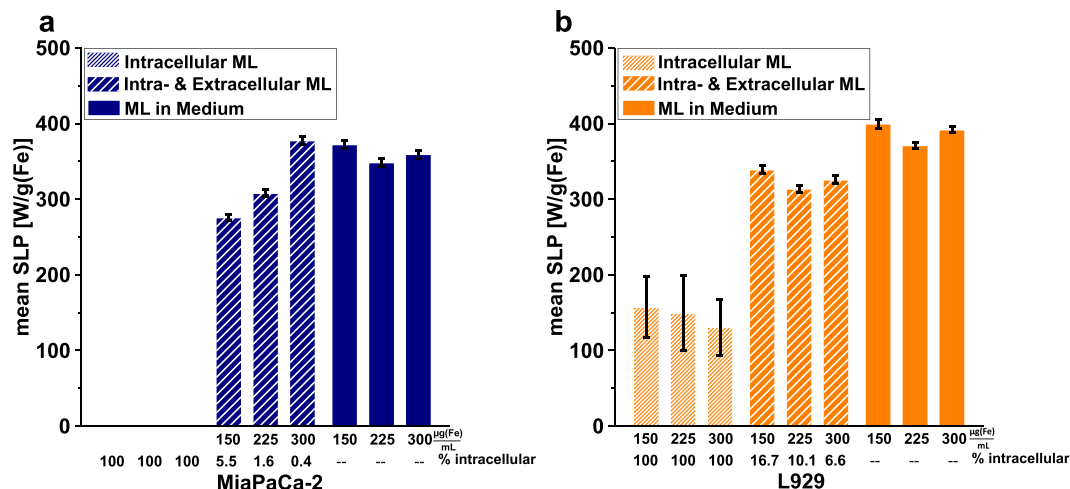 a
500
400
300
200
100
0
mean SLP [W/g(Fe)]
Intracellular ML
Intra- & Extracellular ML
ML in Medium
150 225 300 150 225 300 µg(Fe)/mL
100 100 100 5.5 1.6 0.4 -- -- -- % intracellular
MiaPaCa-2
b
500
400
300
200
100
0
mean SLP [W/g(Fe)]
Intracellular ML
Intra- & Extracellular ML
ML in Medium
150 225 300 150 225 300 150 225 300 µg(Fe)/mL
100 100 100 16.7 10.1 6.6 -- -- -- % intracellular
L929